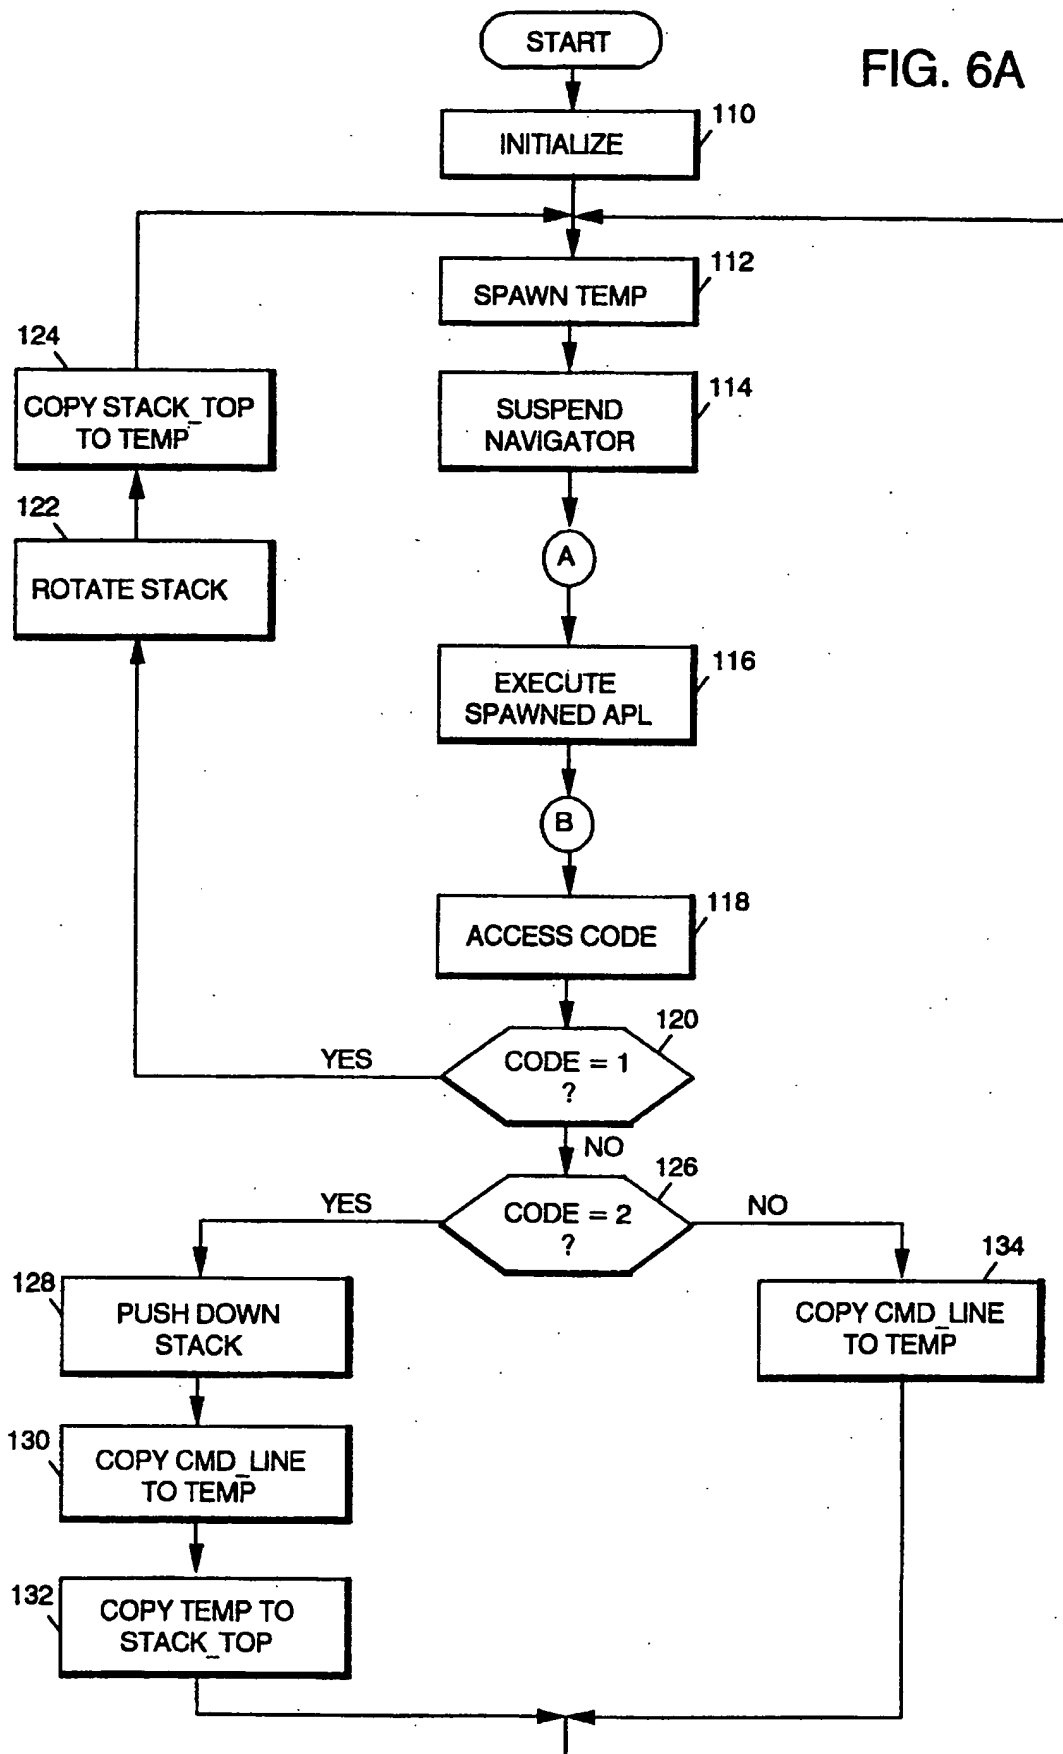 START
FIG. 6A
110
INITIALIZE
112
SPAWN TEMP
124
COPY STACK_TOP
TO TEMP
114
SUSPEND
NAVIGATOR
122
ROTATE STACK
A
116
EXECUTE
SPAWNED APL
B
118
ACCESS CODE
120
YES
CODE = 1
?
NO
126
YES
CODE = 2
?
NO
128
PUSH DOWN
STACK
134
COPY CMD_LINE
TO TEMP
130
COPY CMD_LINE
TO TEMP
132
COPY TEMP TO
STACK_TOP